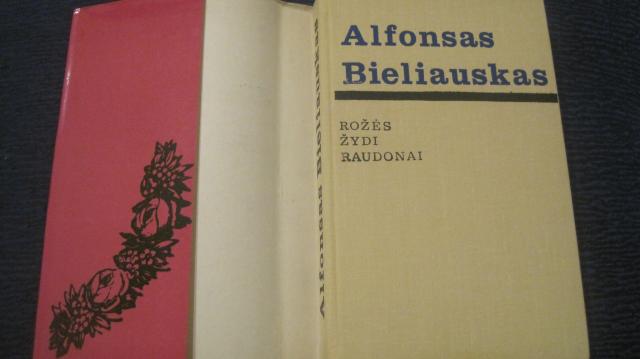 Alfonsas
Bieliauskas
ROŽĖS
ŽYDI
RAUDONAI
Alfonsas Bieliauskas